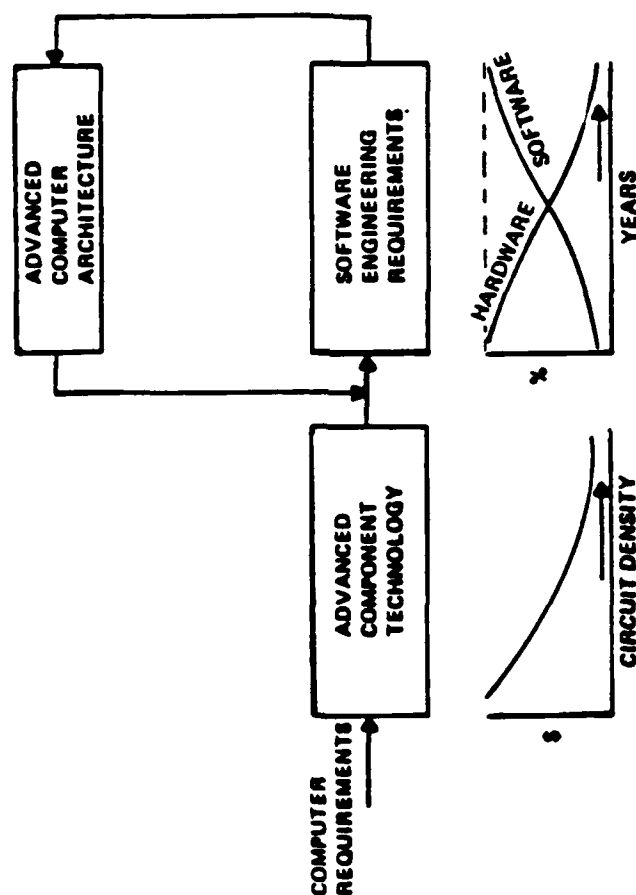 ADVANCED
COMPUTER
ARCHITECTURE
COMPUTER
REQUIREMENTS
ADVANCED
COMPONENT
TECHNOLOGY
SOFTWARE
ENGINEERING
REQUIREMENTS
$
CIRCUIT DENSITY
%
HARDWARE
SOFTWARE
YEARS